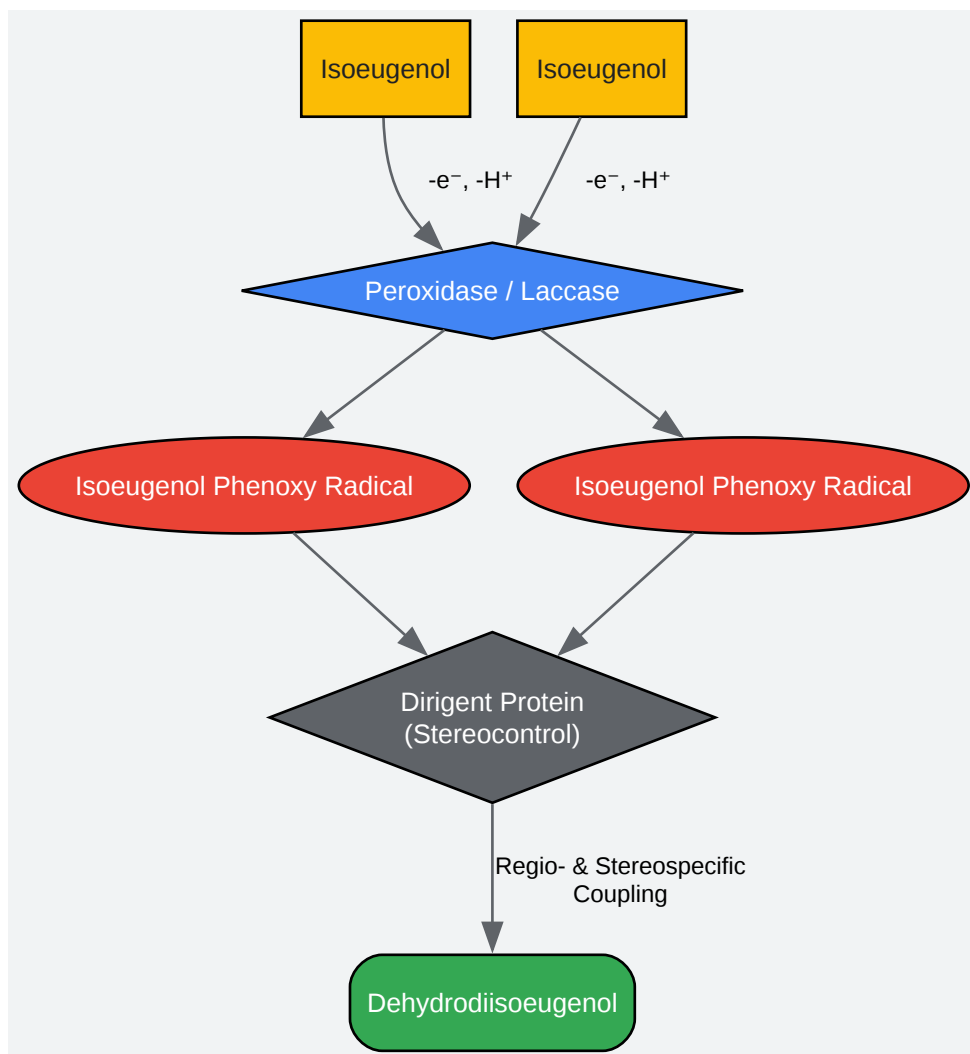 Isoeugenol
Isoeugenol
-e⁻, -H⁺
-e⁻, -H⁺
Peroxidase / Laccase
Isoeugenol Phenoxy Radical
Isoeugenol Phenoxy Radical
Dirigent Protein
(Stereocontrol)
Regio- & Stereospecific
Coupling
Dehydrodiisoeugenol